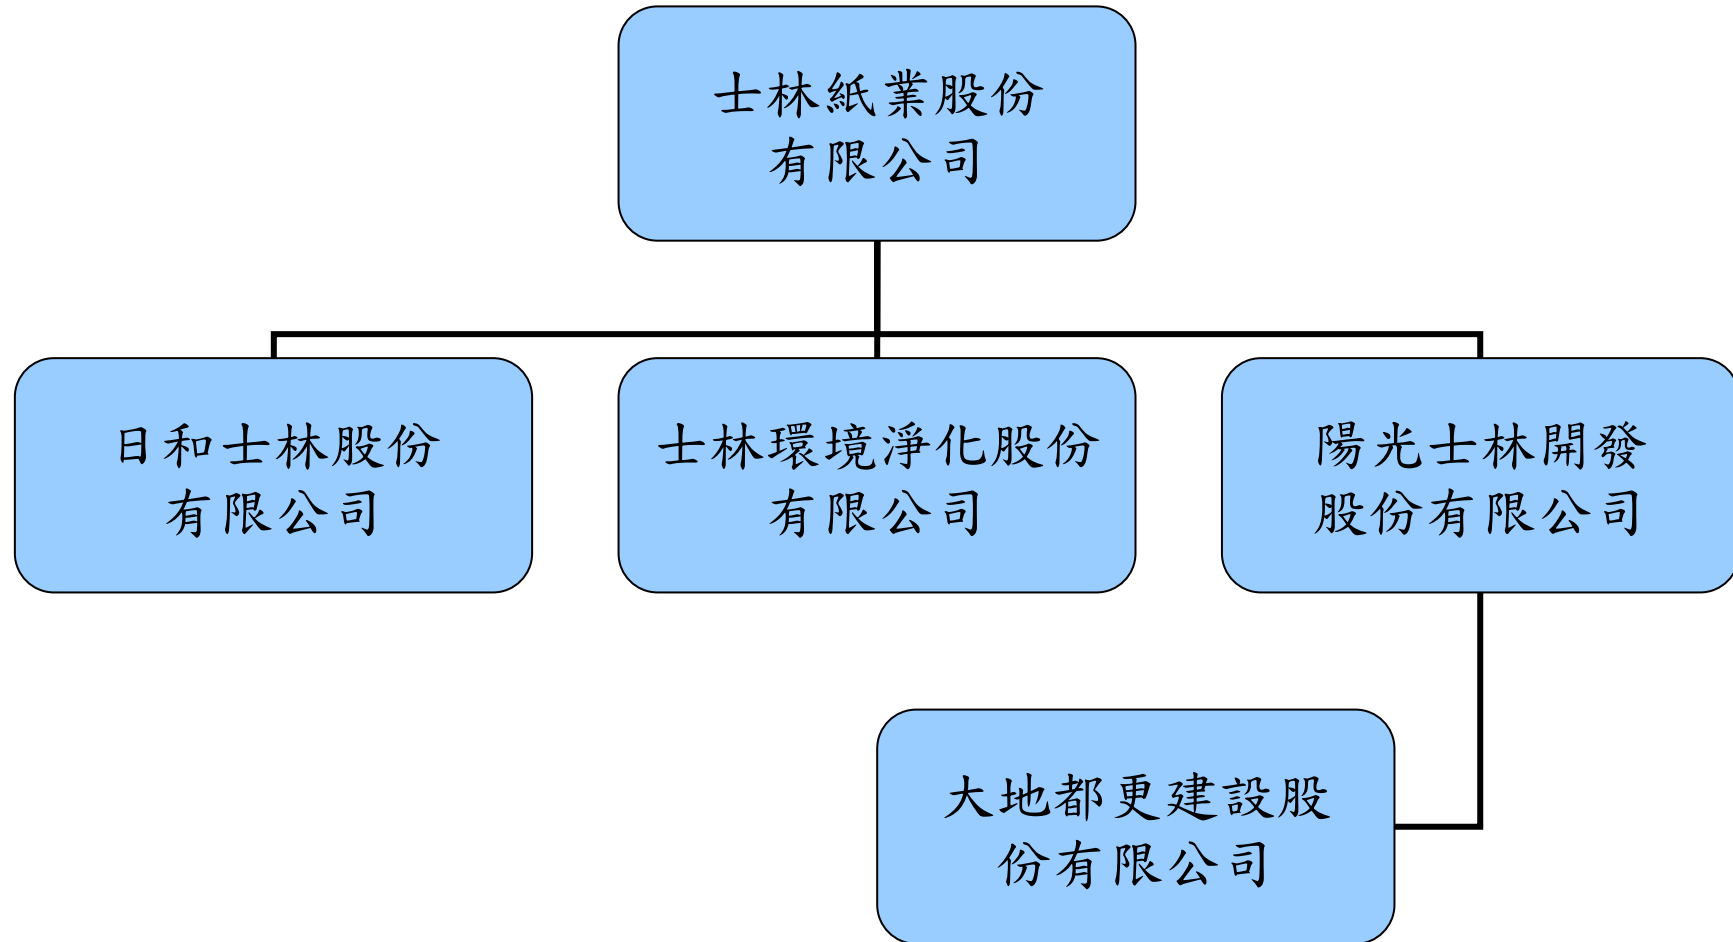 士林紙業股份
有限公司
日和士林股份
有限公司
士林環境淨化股份
有限公司
陽光士林開發
股份有限公司
大地都更建設股
份有限公司